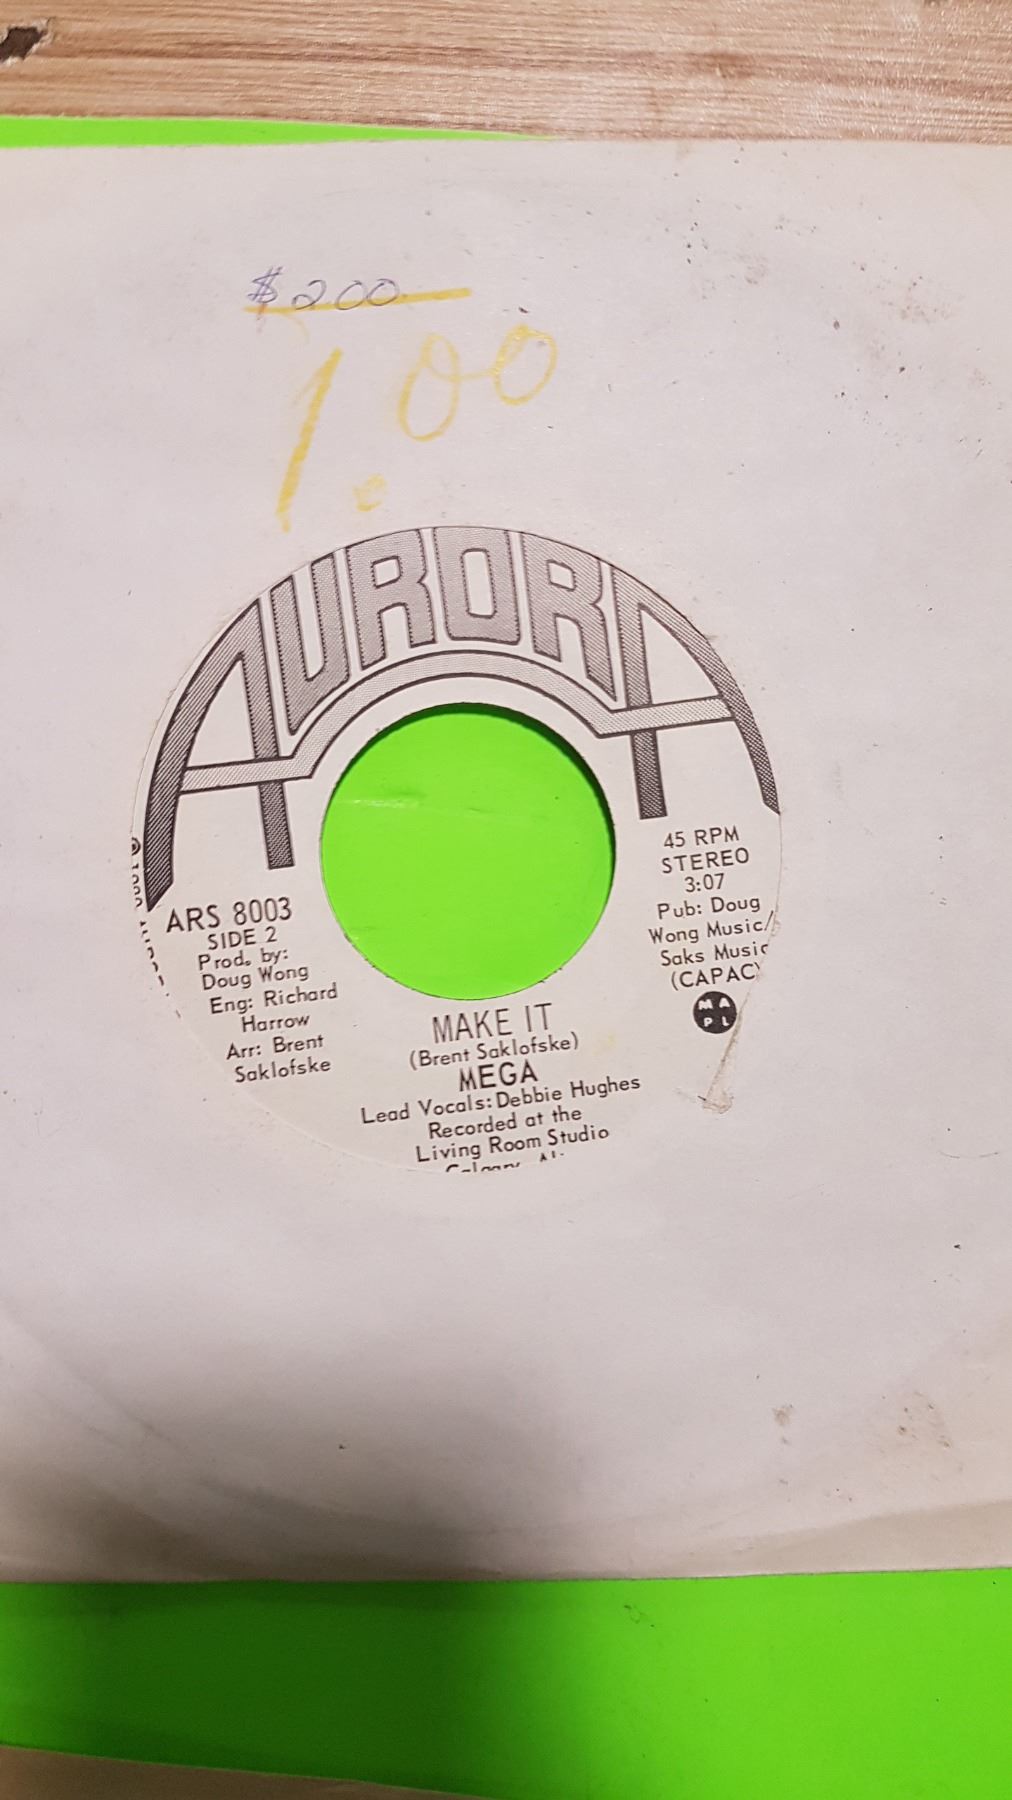 $2.00
1.00
AURORA
ARS 8003
SIDE 2
Prod. by:
Doug Wong
Eng: Richard
Harrow
Arr: Brent
Saklofske
45 RPM
STEREO
3:07
Pub: Doug
Wong Music/
Saks Music
(CAPAC)
MAPL
MAKE IT
(Brent Saklofske)
MEGA
Lead Vocals: Debbie Hughes
Recorded at the
Living Room Studio